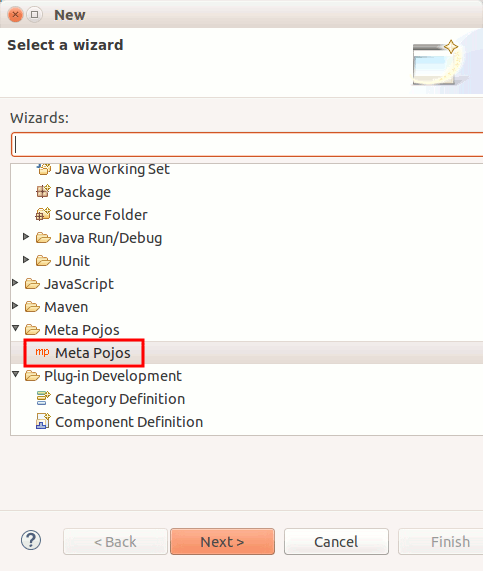 New
Select a wizard
Wizards:
Java Working Set
Package
Source Folder
Java Run/Debug
JUnit
JavaScript
Maven
Meta Pojos
mp Meta Pojos
Plug-in Development
Category Definition
Component Definition
? < Back Next > Cancel Finish